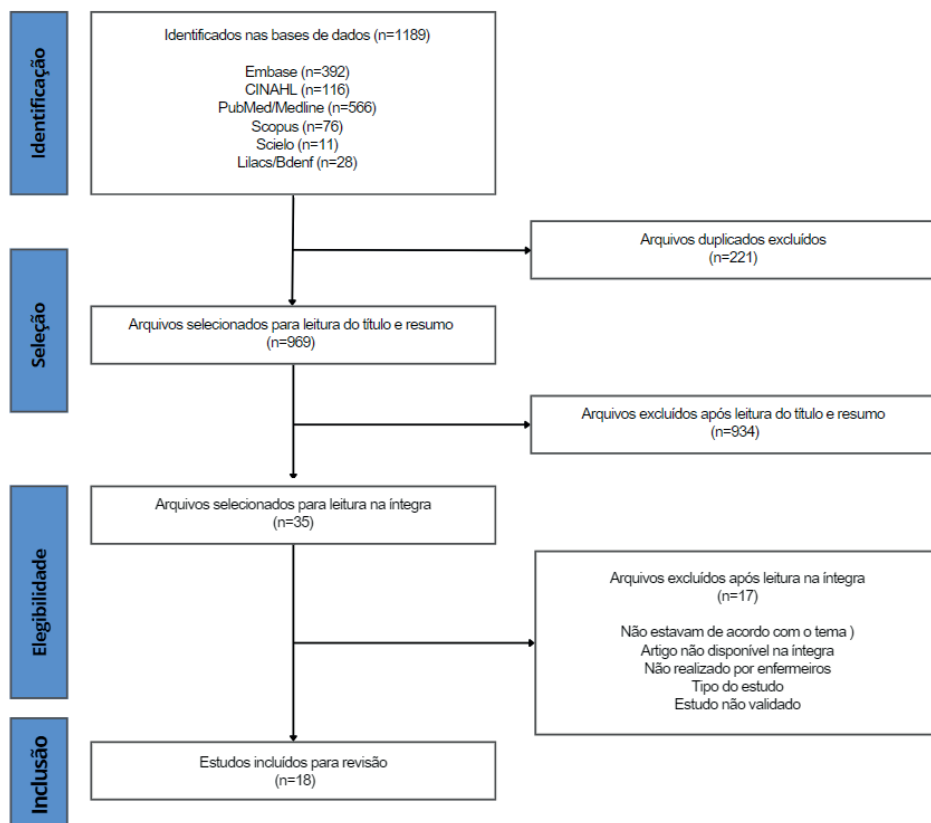 Identificação
Identificados nas bases de dados (n=1189)
Embase (n=392)
CINAHL (n=116)
PubMed/Medline (n=566)
Scopus (n=76)
Scielo (n=11)
Lilacs/Bdenf (n=28)
Arquivos duplicados excluídos
(n=221)
Seleção
Arquivos selecionados para leitura do título e resumo
(n=969)
Arquivos excluídos após leitura do título e resumo
(n=934)
Elegibilidade
Arquivos selecionados para leitura na íntegra
(n=35)
Arquivos excluídos após leitura na íntegra
(n=17)
Não estavam de acordo com o tema )
Artigo não disponível na íntegra
Não realizado por enfermeiros
Tipo do estudo
Estudo não validado
Inclusão
Estudos incluídos para revisão
(n=18)